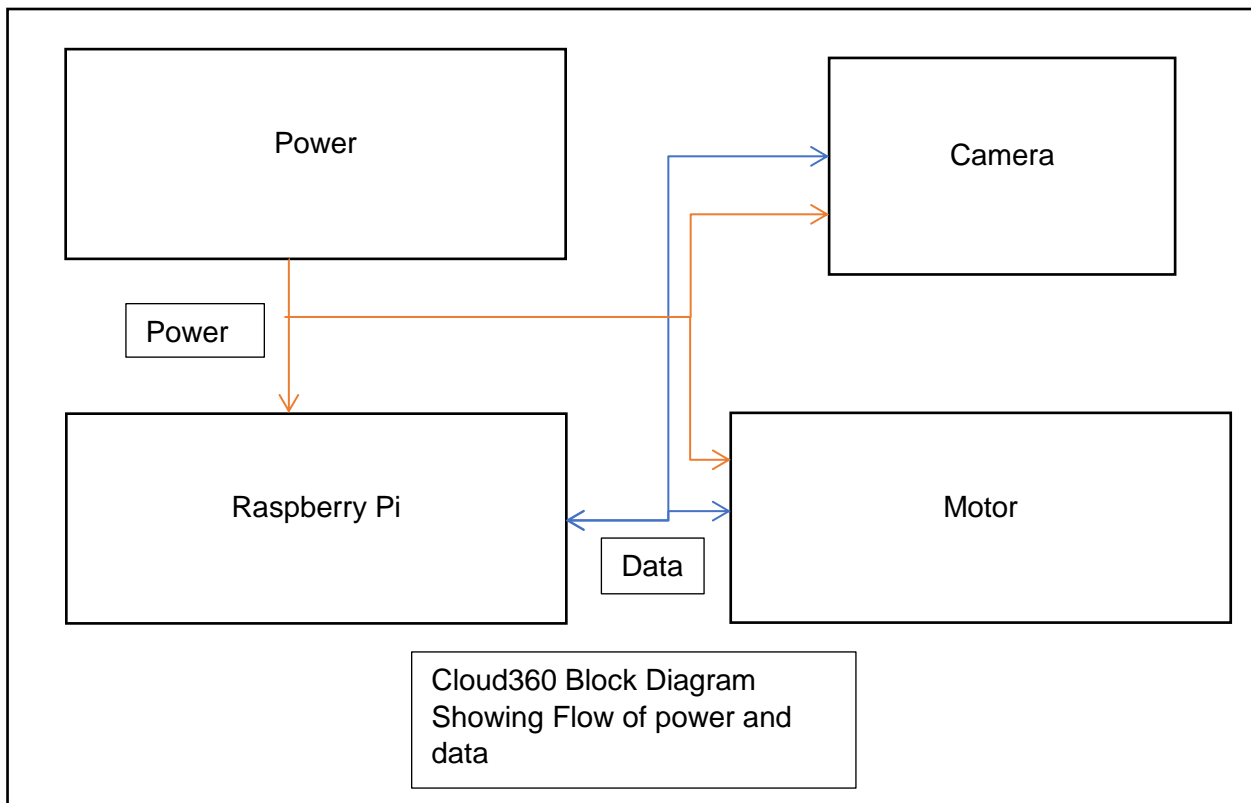 Power
Camera
Power
Raspberry Pi
Motor
Data
Cloud360 Block Diagram
Showing Flow of power and
data